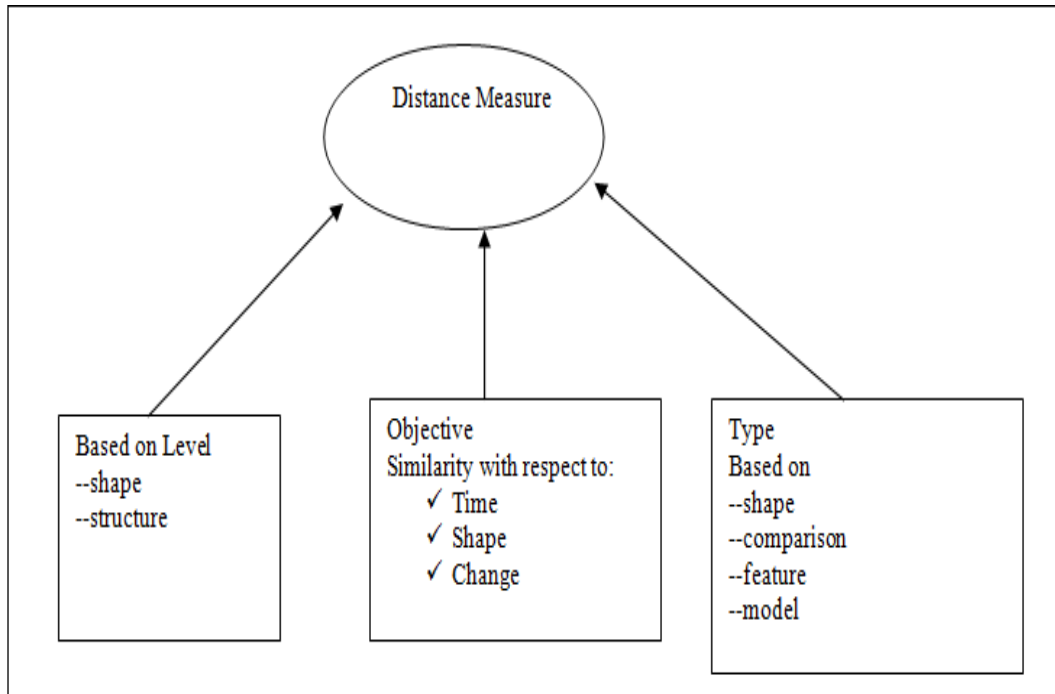 Distance Measure
Based on Level
--shape
--structure
Objective
Similarity with respect to:
✓ Time
✓ Shape
✓ Change
Type
Based on
--shape
--comparison
--feature
--model